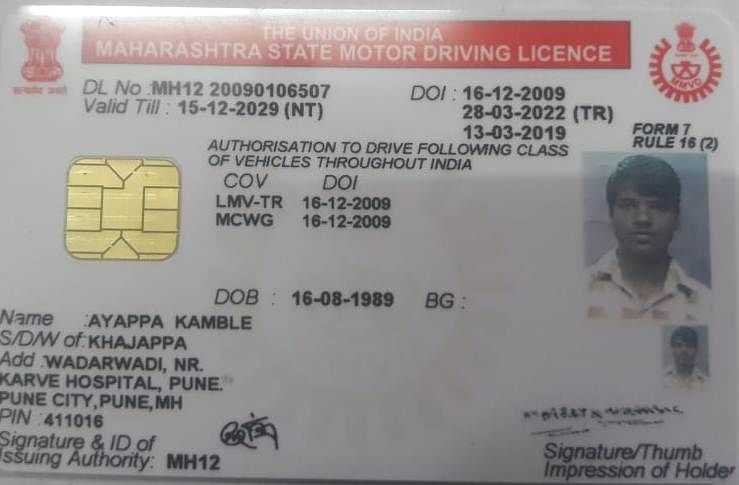 THE UNION OF INDIA
MAHARASHTRA STATE MOTOR DRIVING LICENCE
सत्यमेव जयते
DL No :MH12 20090106507 DOI : 16-12-2009
Valid Till : 15-12-2029 (NT) 28-03-2022 (TR)
13-03-2019
FORM 7
RULE 16 (2)
AUTHORISATION TO DRIVE FOLLOWING CLASS
OF VEHICLES THROUGHOUT INDIA
COV DOI
LMV-TR 16-12-2009
MCWG 16-12-2009
DOB : 16-08-1989 BG :
Name :AYAPPA KAMBLE
S/D/W of:KHAJAPPA
Add :WADARWADI, NR.
KARVE HOSPITAL, PUNE.
PUNE CITY,PUNE,MH
PIN :411016
Signature & ID of
Issuing Authority: MH12
Signature/Thumb
Impression of Holder